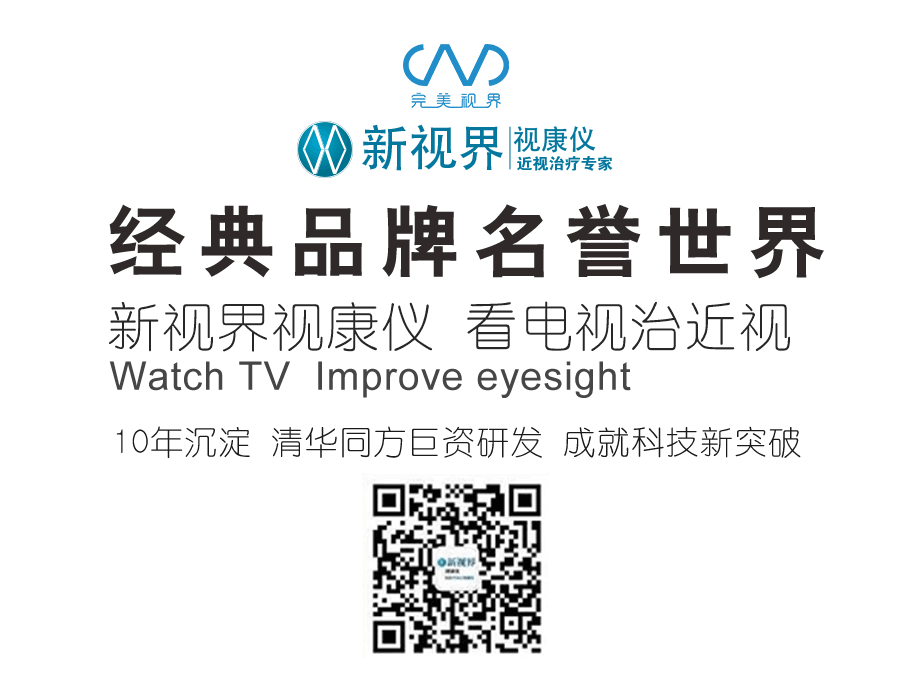 完美视界
新视界 视康仪
近视治疗专家
经典品牌名誉世界
新视界视康仪 看电视治近视
Watch TV Improve eyesight
10年沉淀 清华同方巨资研发 成就科技新突破
新视界